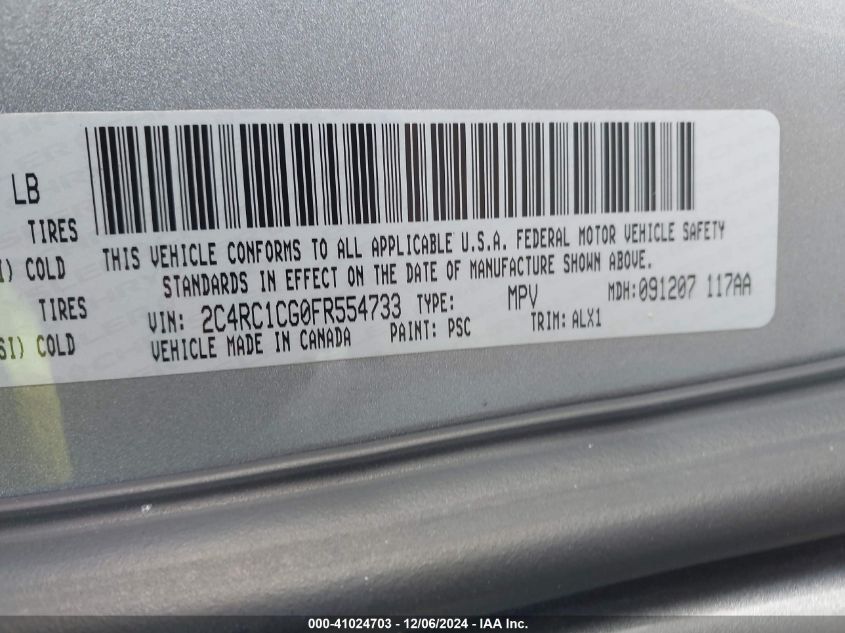 LB
TIRES
I) COLD
TIRES
SI) COLD
THIS VEHICLE CONFORMS TO ALL APPLICABLE U.S.A. FEDERAL MOTOR VEHICLE SAFETY
STANDARDS IN EFFECT ON THE DATE OF MANUFACTURE SHOWN ABOVE.
VIN: 2C4RC1CG0FR554733 TYPE: MPV MDH:091207 117AA
VEHICLE MADE IN CANADA PAINT: PSC TRIM: ALX1
000-41024703 - 12/06/2024 - IAA Inc.